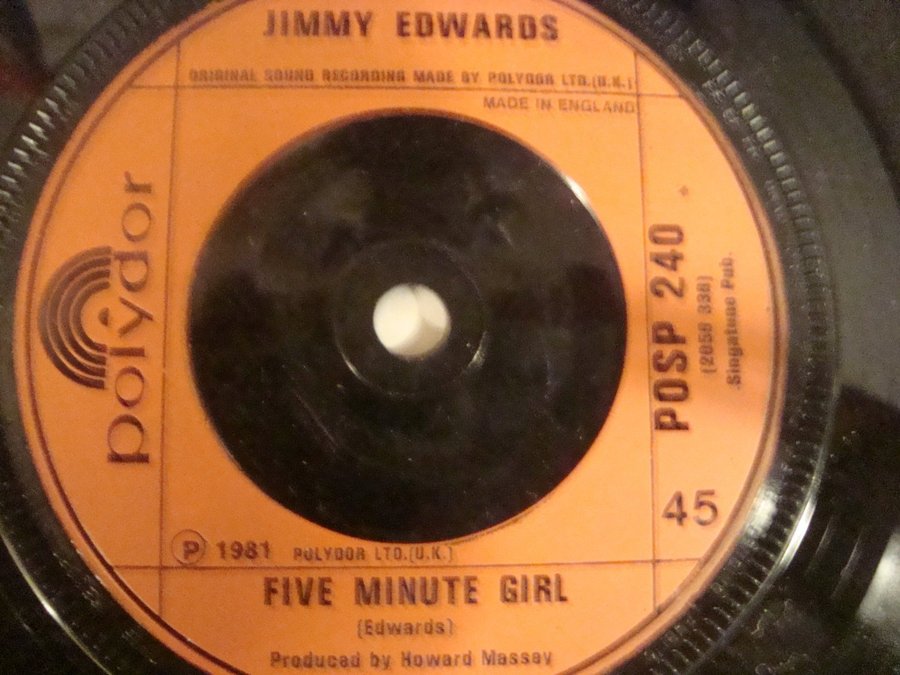 JIMMY EDWARDS
ORIGINAL SOUND RECORDING MADE BY POLYDOR LTD.(U.K.)
MADE IN ENGLAND
polydor
POSP 240
(2059 336)
Singatune Pub.
45
P 1981 POLYDOR LTD.(U.K.)
FIVE MINUTE GIRL
(Edwards)
Produced by Howard Massey